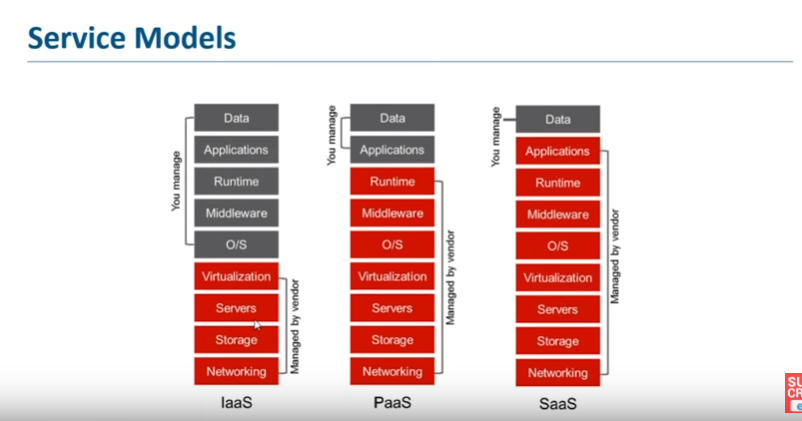 Service Models
You manage
Data
Applications
Runtime
Middleware
O/S
Virtualization
Servers
Storage
Networking
Managed by vendor
IaaS
You manage
Data
Applications
Runtime
Middleware
O/S
Virtualization
Servers
Storage
Networking
Managed by vendor
PaaS
You manage
Data
Applications
Runtime
Middleware
O/S
Virtualization
Servers
Storage
Networking
Managed by vendor
SaaS
SU
CR
e